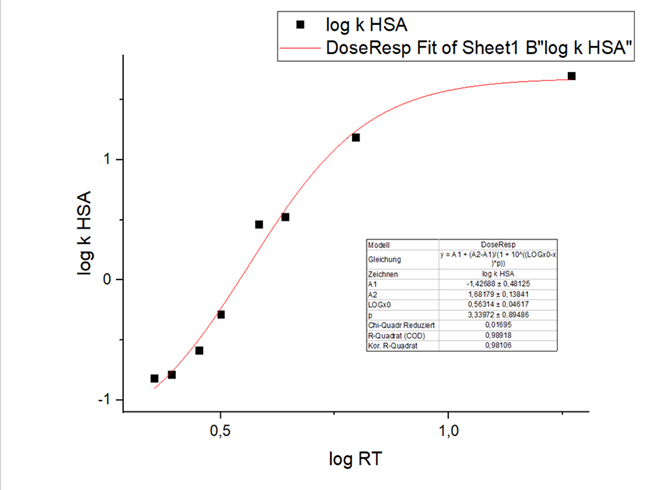 log k HSA
DoseResp Fit of Sheet1 B"log k HSA"
log k HSA
1
0
-1
0,5
1,0
log RT
Modell DoseResp
Gleichung y = A1 + (A2-A1)/(1 + 10^((LOGx0-x
)*p))
Zeichnen log k HSA
A1 -1,42688 ± 0,48125
A2 1,68179 ± 0,13841
LOGx0 0,56314 ± 0,04617
p 3,33972 ± 0,89486
Chi-Quadr Reduziert 0,01695
R-Quadrat (COD) 0,98918
Kor. R-Quadrat 0,98106